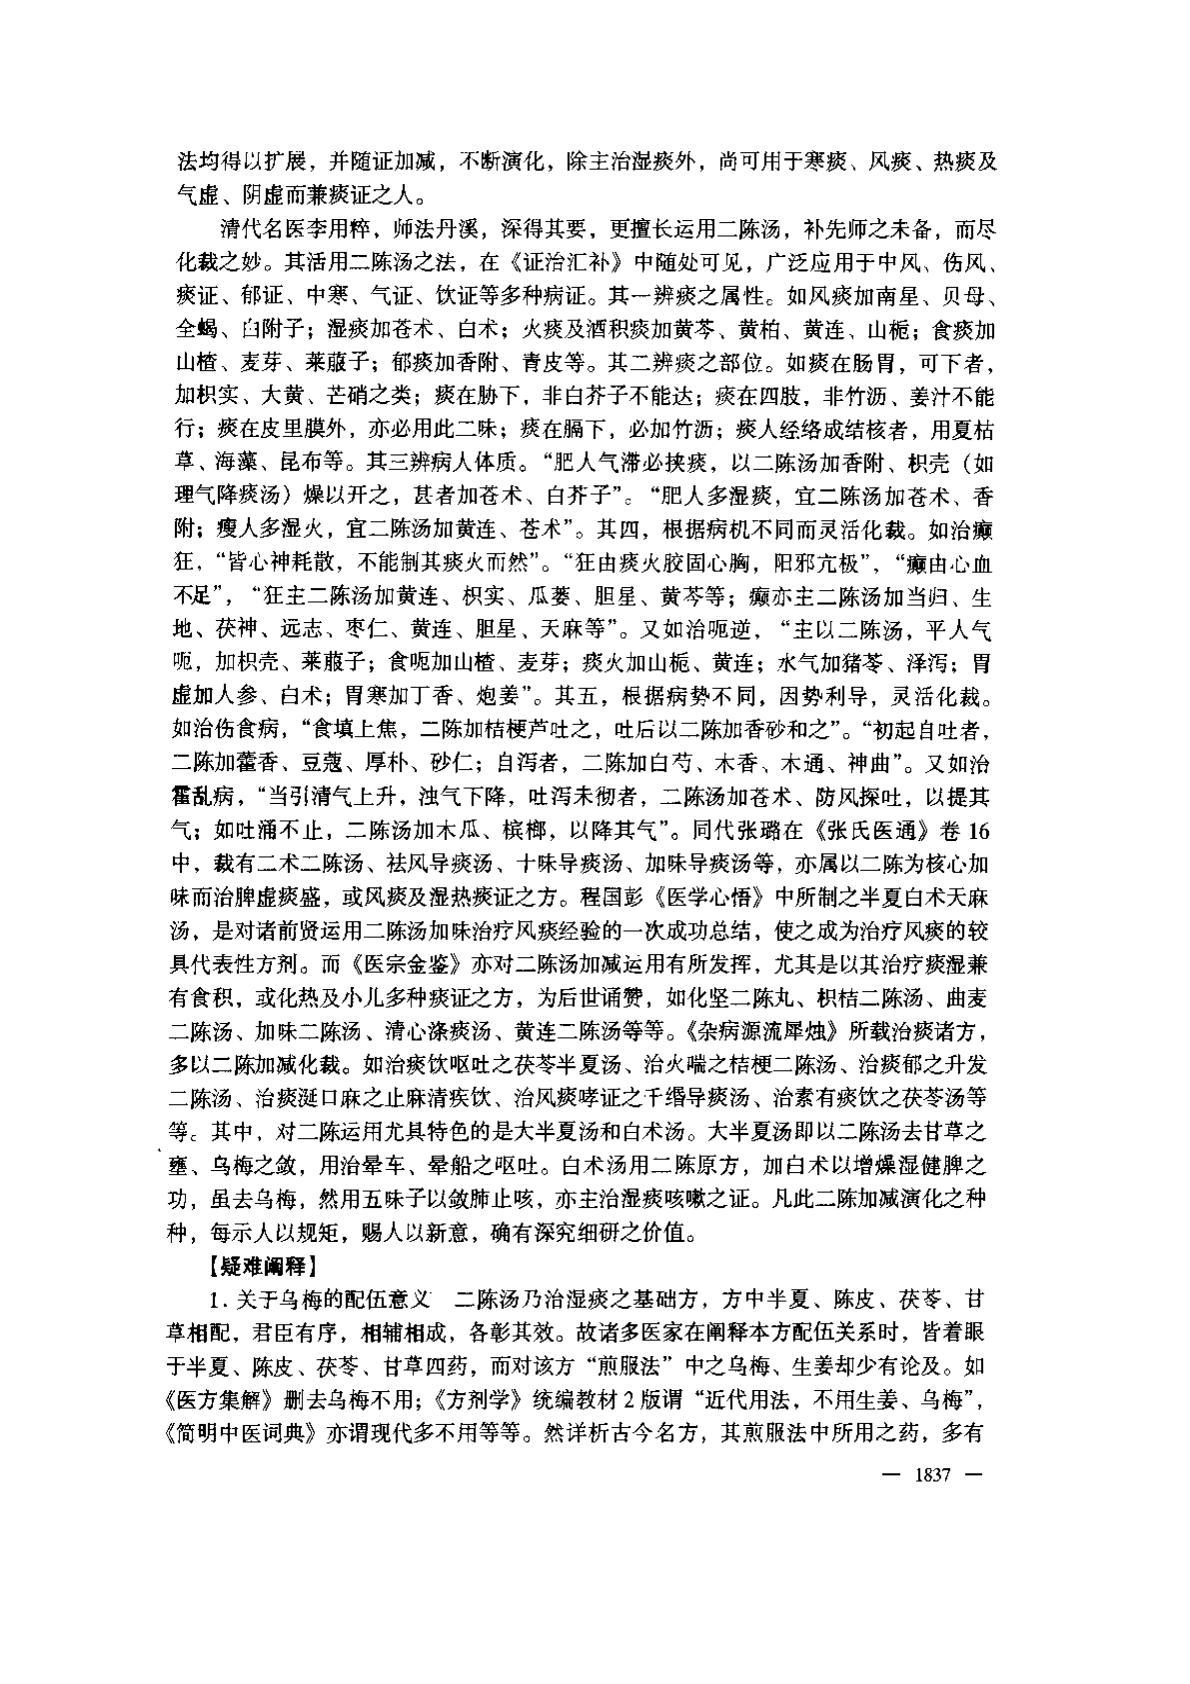 法均得以扩展，并随证加减，不断演化，除主治湿痰外，尚可用于寒痰、风痰、热痰及
气虚、阴虚而兼痰证之人。
清代名医李用粹，师法丹溪，深得其要，更擅长运用二陈汤，补先师之未备，而尽
化裁之妙。其活用二陈汤之法，在《证治汇补》中随处可见，广泛应用于中风、伤风、
痰证、郁证、中寒、气证、饮证等多种病证。其一辨痰之属性。如风痰加南星、贝母、
全蝎、白附子；湿痰加苍术、白术；火痰及酒积痰加黄芩、黄柏、黄连、山栀；食痰加
山楂、麦芽、莱菔子；郁痰加香附、青皮等。其二辨痰之部位。如痰在肠胃，可下者，
加枳实、大黄、芒硝之类；痰在胁下，非白芥子不能达；痰在四肢，非竹沥、姜汁不能
行；痰在皮里膜外，亦必用此二味；痰在膈下，必加竹沥；痰人经络成结核者，用夏枯
草、海藻、昆布等。其三辨病人体质。“肥人气滞必挟痰，以二陈汤加香附、枳壳（如
理气降痰汤）燥以开之，甚者加苍术、白芥子”。“肥人多湿痰，宜二陈汤加苍术、香
附；瘦人多湿火，宜二陈汤加黄连、苍术”。其四，根据病机不同而灵活化裁。如治癫
狂，“皆心神耗散，不能制其痰火而然”。“狂由痰火胶固心胸，阳邪亢极”，“癫由心血
不足”，“狂主二陈汤加黄连、枳实、瓜蒌、胆星、黄芩等；癫亦主二陈汤加当归、生
地、茯神、远志、枣仁、黄连、胆星、天麻等”。又如治呃逆，“主以二陈汤，平人气
呃，加枳壳、莱菔子；食呃加山楂、麦芽；痰火加山栀、黄连；水气加猪苓、泽泻；胃
虚加人参、白术；胃寒加丁香、炮姜”。其五，根据病势不同，因势利导，灵活化裁。
如治伤食病，“食填上焦，二陈加桔梗芦吐之，吐后以二陈加香砂和之”。“初起自吐者，
二陈加藿香、豆蔻、厚朴、砂仁；自泻者，二陈加白芍、木香、木通、神曲”。又如治
霍乱病，“当引清气上升，浊气下降，吐泻未彻者，二陈汤加苍术、防风探吐，以提其
气；如吐涌不止，二陈汤加木瓜、槟榔，以降其气”。同代张璐在《张氏医通》卷 16
中，裁有二术二陈汤、祛风导痰汤、十味导痰汤、加味导痰汤等，亦属以二陈为核心加
味而治脾虚痰盛，或风痰及湿热痰证之方。程国彭《医学心悟》中所制之半夏白术天麻
汤，是对诸前贤运用二陈汤加味治疗风痰经验的一次成功总结，使之成为治疗风痰的较
具代表性方剂。而《医宗金鉴》亦对二陈汤加减运用有所发挥，尤其是以其治疗痰湿兼
有食积，或化热及小儿多种痰证之方，为后世诵赞，如化坚二陈丸、枳桔二陈汤、曲麦
二陈汤、加味二陈汤、清心涤痰汤、黄连二陈汤等等。《杂病源流犀烛》所载治痰诸方，
多以二陈加减化裁。如治痰饮呕吐之茯苓半夏汤、治火喘之桔梗二陈汤、治痰郁之升发
二陈汤、治痰涎口麻之止麻清痰饮、治风痰哮证之千缗导痰汤、治素有痰饮之茯苓汤等
等。其中，对二陈运用尤具特色的是大半夏汤和白术汤。大半夏汤即以二陈汤去甘草之
壅、乌梅之敛，用治晕车、晕船之呕吐。白术汤用二陈原方，加白术以增燥湿健脾之
功，虽去乌梅，然用五味子以敛肺止咳，亦主治湿痰咳嗽之证。凡此二陈加减演化之种
种，每示人以规矩，赐人以新意，确有深究细研之价值。
【疑难阐释】
1. 关于乌梅的配伍意义　二陈汤乃治湿痰之基础方，方中半夏、陈皮、茯苓、甘
草相配，君臣有序，相辅相成，各彰其效。故诸多医家在阐释本方配伍关系时，皆着眼
于半夏、陈皮、茯苓、甘草四药，而对该方“煎服法”中之乌梅、生姜却少有论及。如
《医方集解》删去乌梅不用；《方剂学》统编教材 2 版谓“近代用法，不用生姜、乌梅”，
《简明中医词典》亦谓现代多不用等等。然详析古今名方，其煎服法中所用之药，多有
— 1837 —